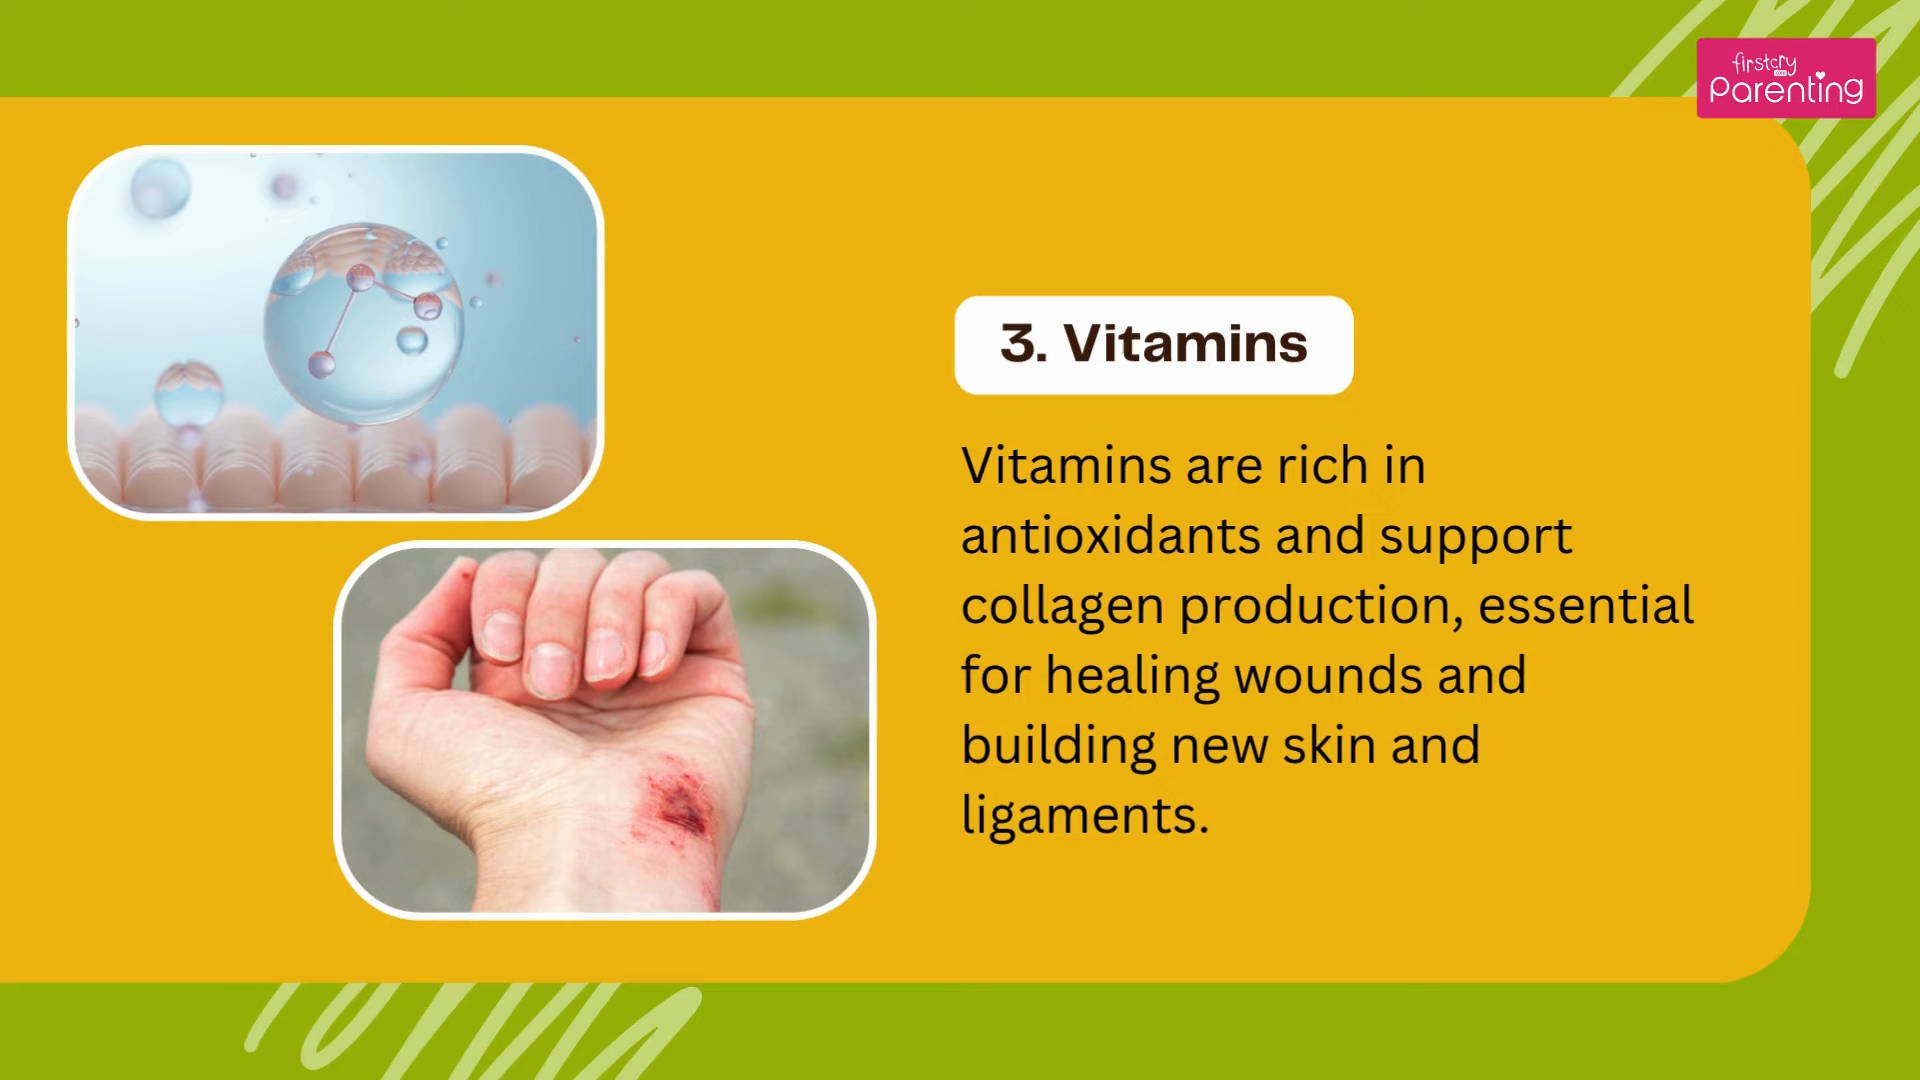 firstcry
.com
Parenting
3. Vitamins
Vitamins are rich in
antioxidants and support
collagen production, essential
for healing wounds and
building new skin and
ligaments.